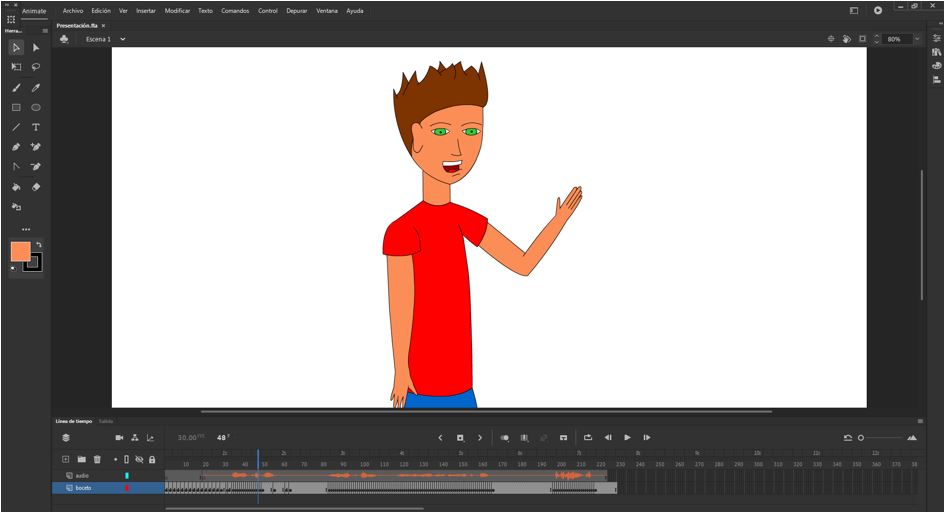 Animate Archivo Edición Ver Insertar Modificar Texto Comandos Control Depurar Ventana Ayuda
Herra...
Presentación.fla ×
Escena 1
80%
Línea de tiempo Salida
30.00 FPS 48 F
1s 2s 3s 4s 5s 6s 7s 8s 9s 10s 11s 12s
10 20 30 40 50 60 70 80 90 100 110 120 130 140 150 160 170 180 190 200 210 220 230 240 250 260 270 280 290 300 310 320 330 340 350 360 370 38
audio
boceto